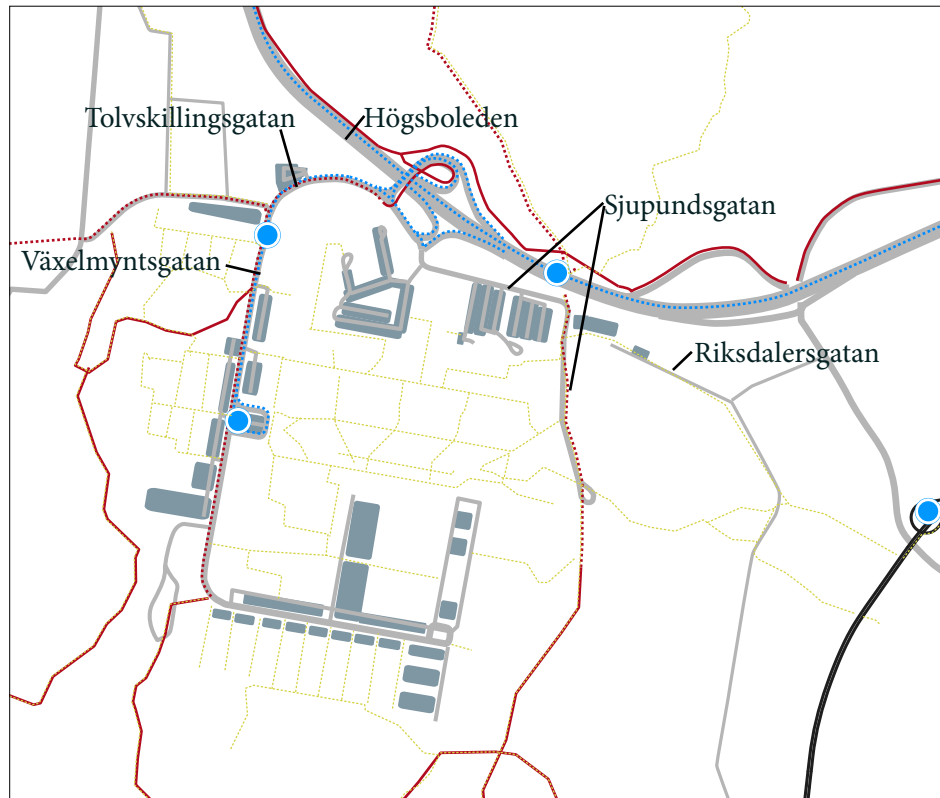 Tolvskillingsgatan
Högsboleden
Sjupundsgatan
Växelmyntsgatan
Riksdalersgatan